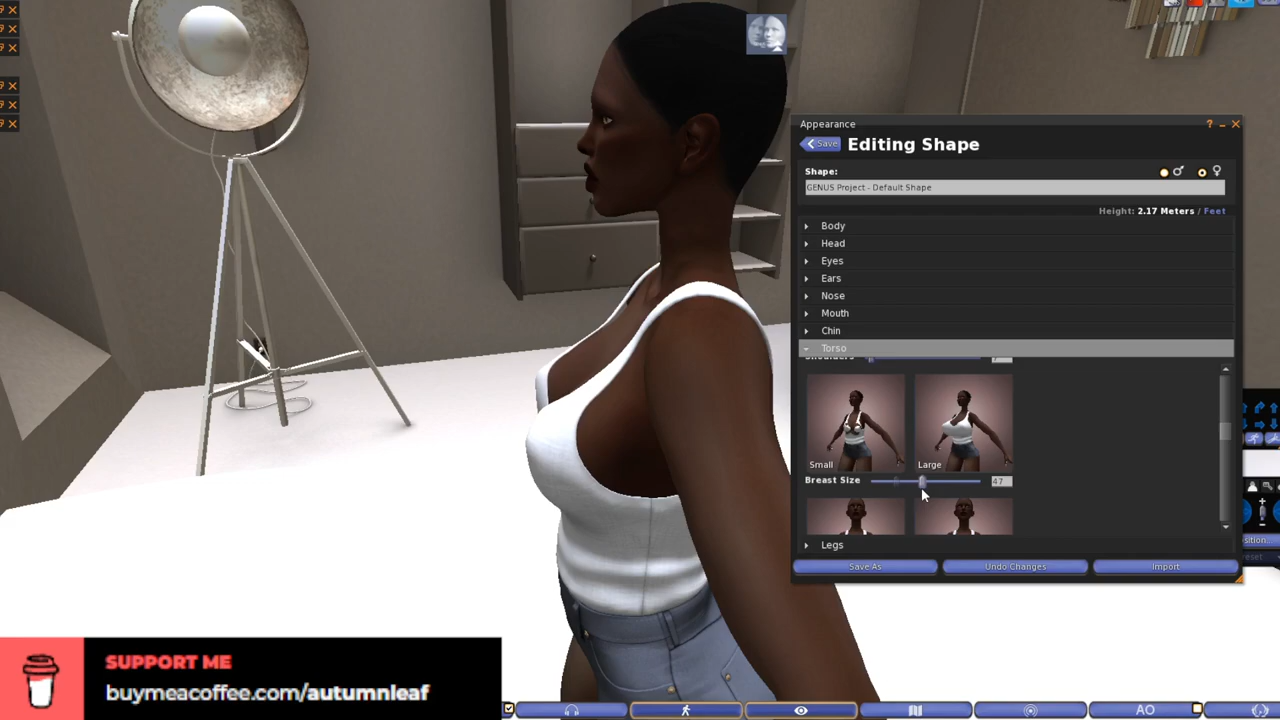 Appearance
? _ X
Save
Editing Shape
Shape:
GENUS Project - Default Shape
Height: 2.17 Meters / Feet
Body
Head
Eyes
Ears
Nose
Mouth
Chin
Torso
Small
Large
Breast Size
47
Legs
Save As
Undo Changes
Import
SUPPORT ME
buymeacoffee.com/autumnleaf
AO